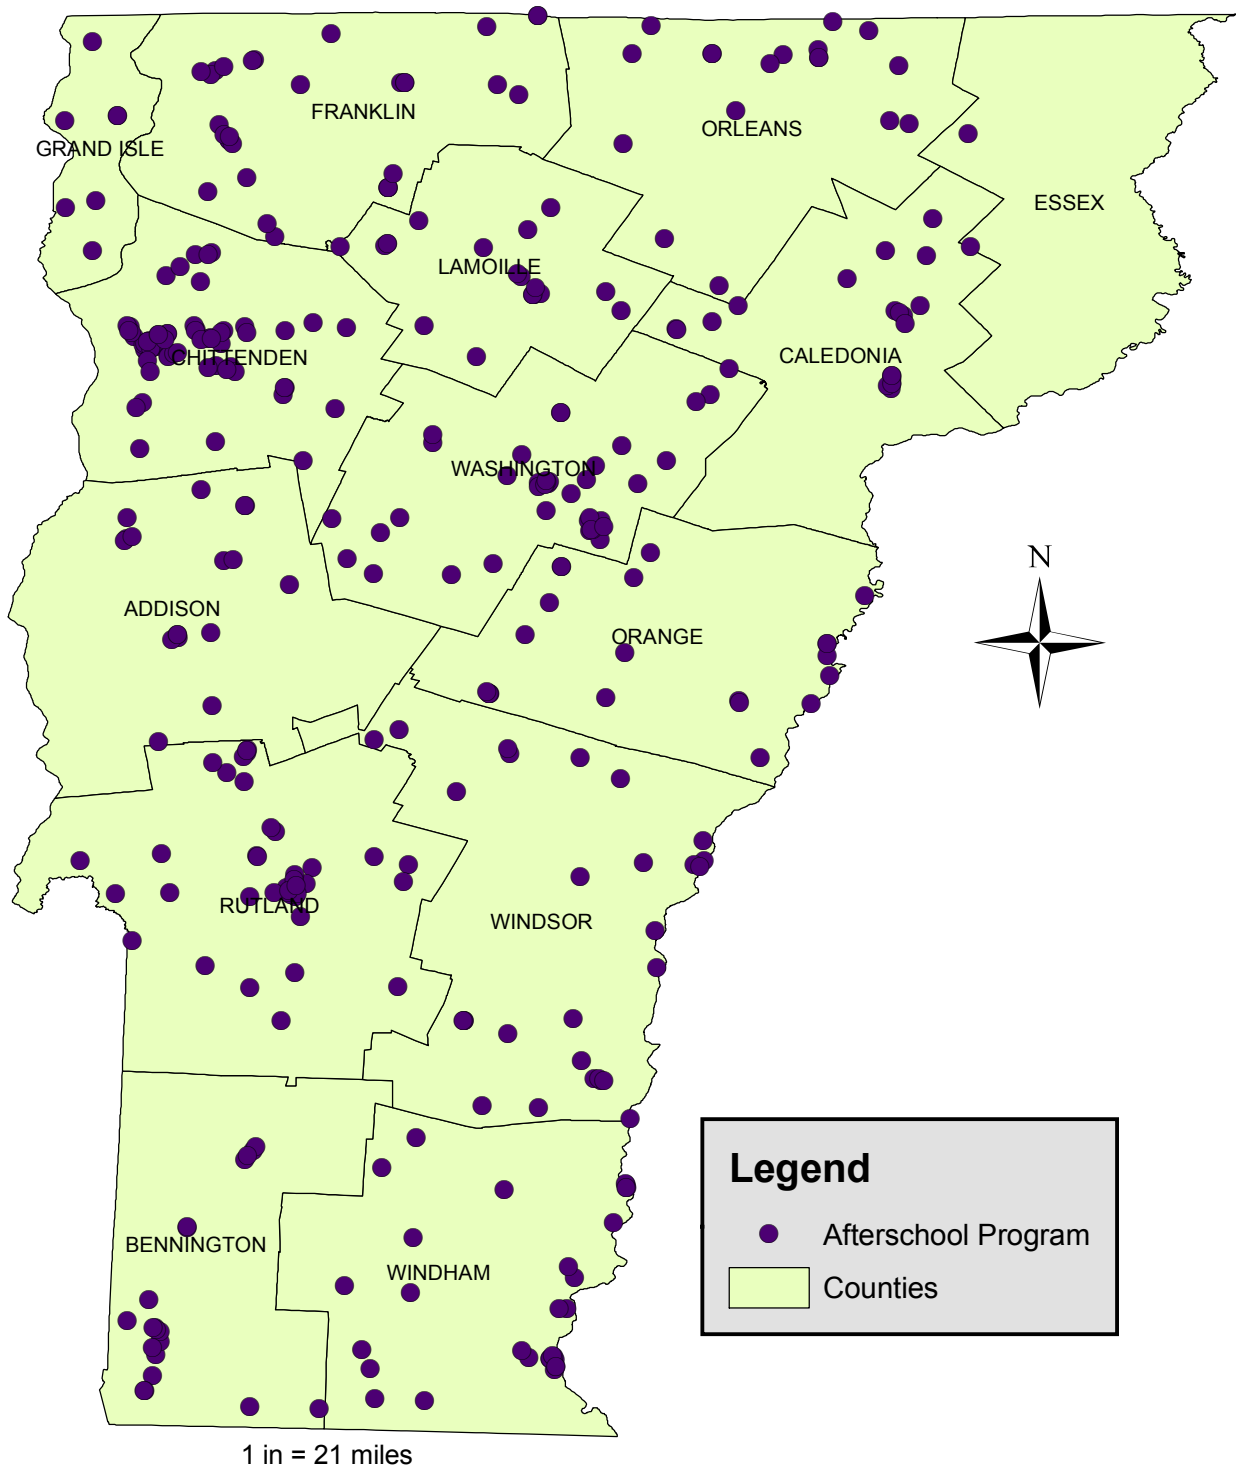 FRANKLIN
ORLEANS
GRAND ISLE
ESSEX
LAMOILLE
CHITTENDEN
CALEDONIA
WASHINGTON
N
ADDISON
ORANGE
RUTLAND
WINDSOR
Legend
Afterschool Program
Counties
BENNINGTON
WINDHAM
1 in = 21 miles